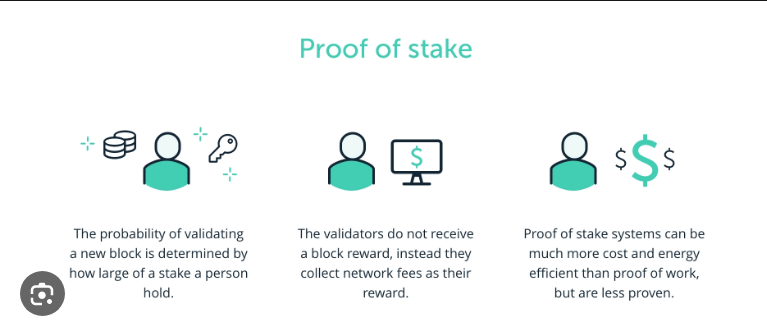 Proof of stake
The probability of validating
a new block is determined by
how large of a stake a person
hold.
The validators do not receive
a block reward, instead they
collect network fees as their
reward.
Proof of stake systems can be
much more cost and energy
efficient than proof of work,
but are less proven.